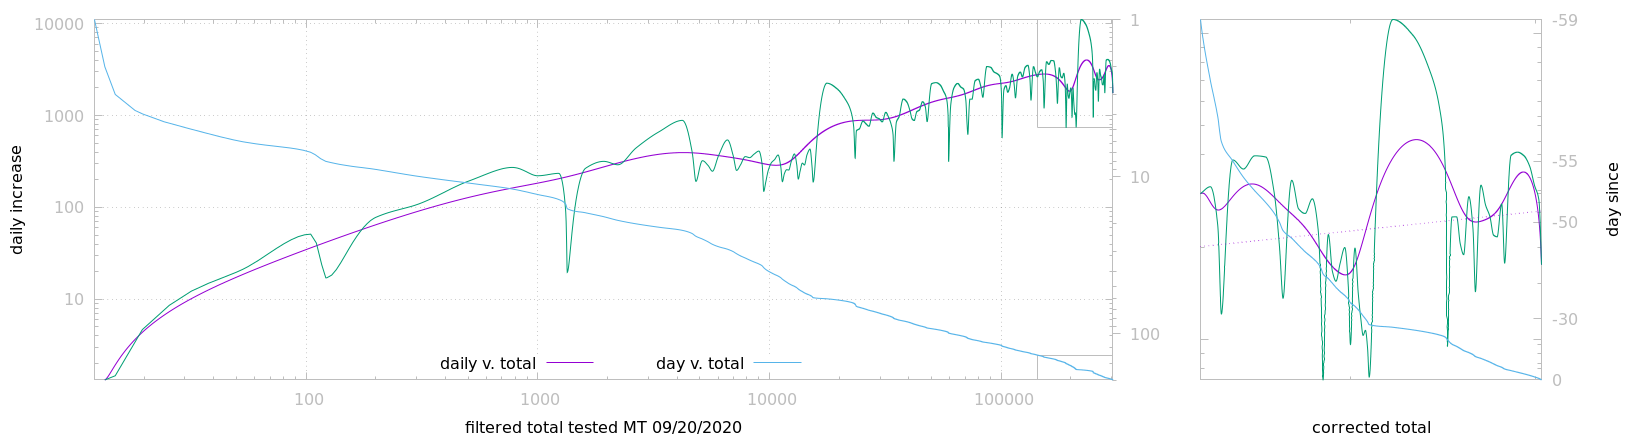 10000
1000
100
10
daily increase
daily v. total
day v. total
100
1000
10000
100000
filtered total tested MT 09/20/2020
1
10
100
-59
-55
-50
-30
0
day since
corrected total